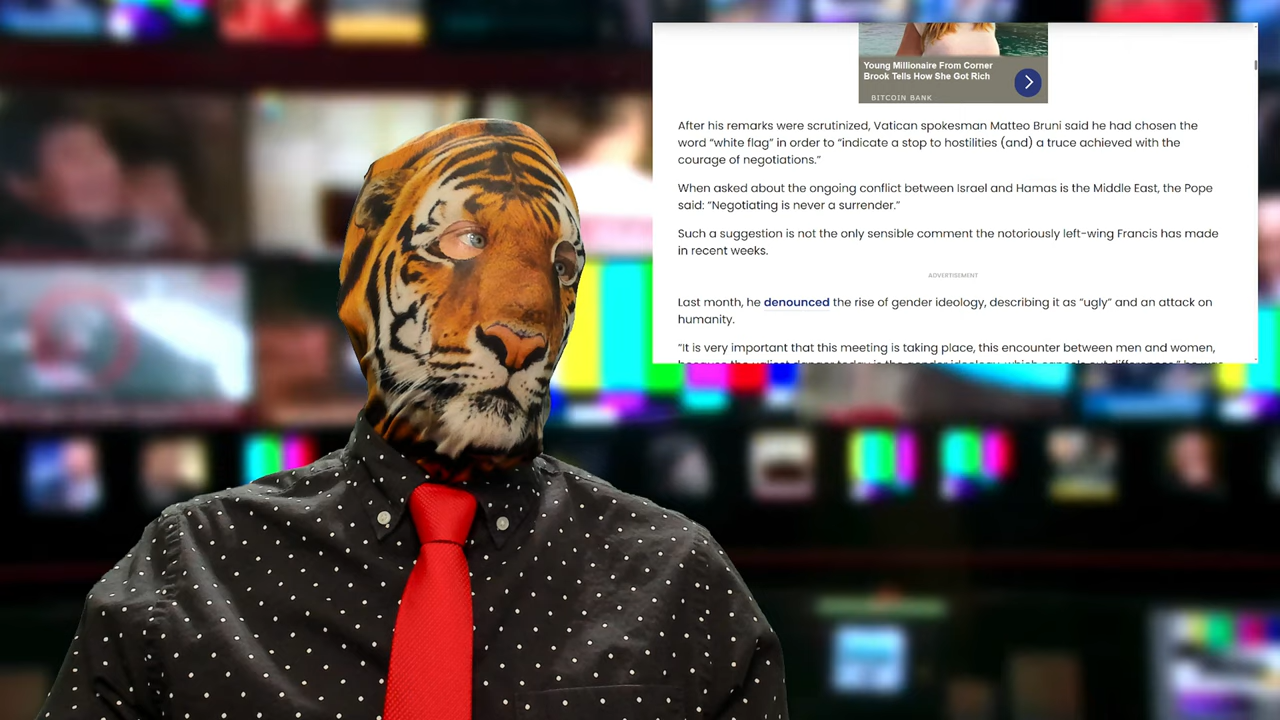 Young Millionaire From Corner
Brook Tells How She Got Rich
BITCOIN BANK
After his remarks were scrutinized, Vatican spokesman Matteo Bruni said he had chosen the
word “white flag” in order to “indicate a stop to hostilities (and) a truce achieved with the
courage of negotiations.”
When asked about the ongoing conflict between Israel and Hamas is the Middle East, the Pope
said: “Negotiating is never a surrender.”
Such a suggestion is not the only sensible comment the notoriously left-wing Francis has made
in recent weeks.
ADVERTISEMENT
Last month, he denounced the rise of gender ideology, describing it as “ugly” and an attack on
humanity.
“It is very important that this meeting is taking place, this encounter between men and women,